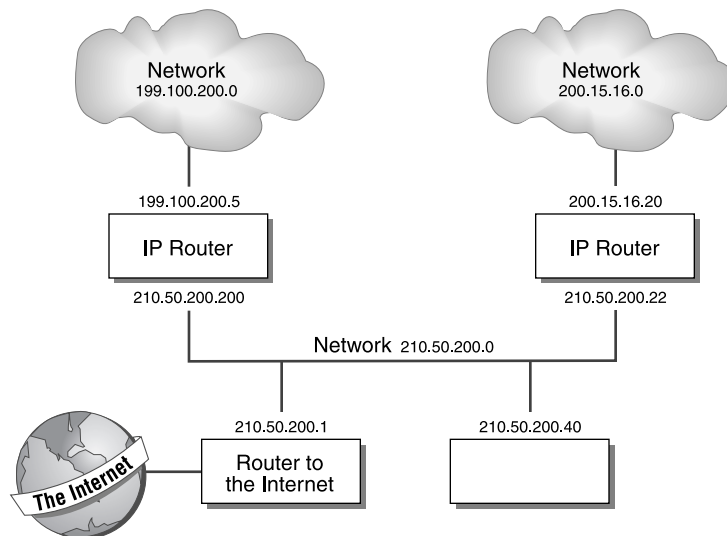 Network
199.100.200.0
Network
200.15.16.0
199.100.200.5
200.15.16.20
IP Router
IP Router
210.50.200.200
210.50.200.22
Network 210.50.200.0
210.50.200.1
210.50.200.40
Router to
the Internet
The Internet